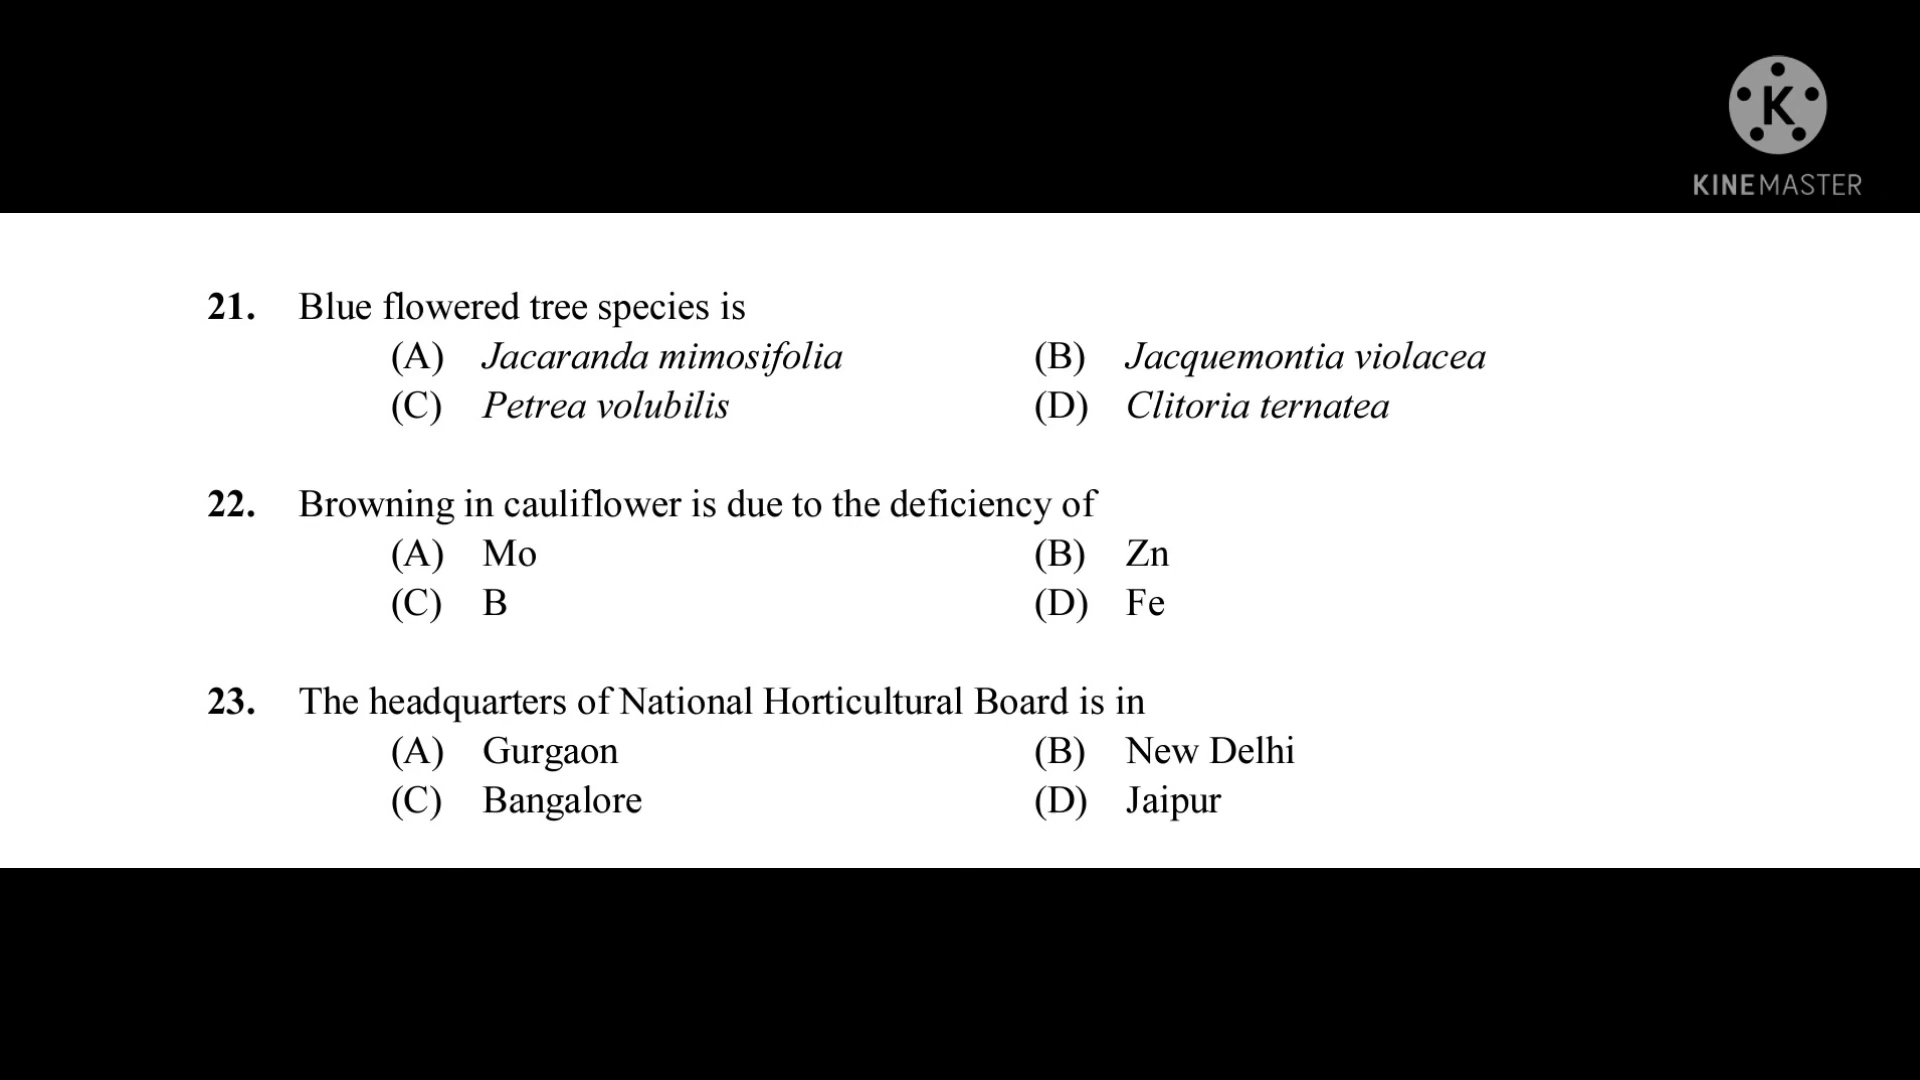 K
KINEMASTER
21. Blue flowered tree species is
(A) Jacaranda mimosifolia (B) Jacquemontia violacea
(C) Petrea volubilis (D) Clitoria ternatea
22. Browning in cauliflower is due to the deficiency of
(A) Mo (B) Zn
(C) B (D) Fe
23. The headquarters of National Horticultural Board is in
(A) Gurgaon (B) New Delhi
(C) Bangalore (D) Jaipur